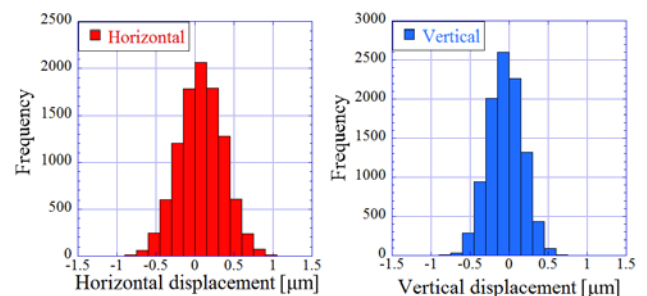 Horizontal
Frequency
2500
2000
1500
1000
500
0
-1.5 -1 -0.5 0 0.5 1 1.5
Horizontal displacement [μm]
Vertical
Frequency
3000
2500
2000
1500
1000
500
0
-1.5 -1 -0.5 0 0.5 1 1.5
Vertical displacement [μm]